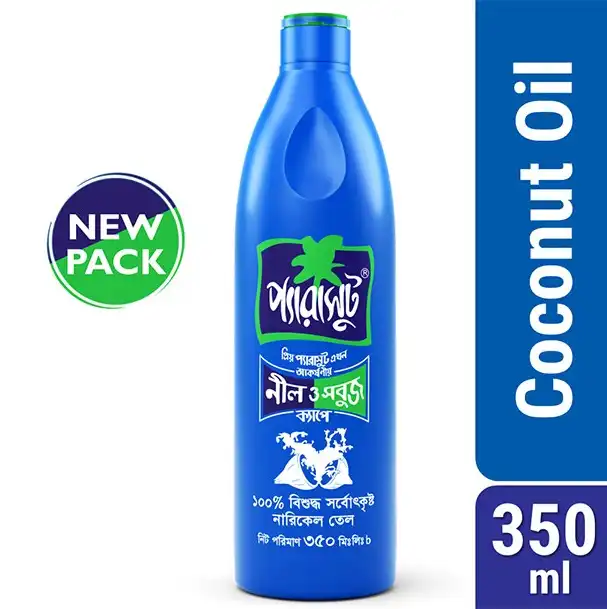 NEW
PACK
প্যারাসুট®
প্রিয় প্যারাসুট এখন
আকর্ষণীয়
নীল ও সবুজ
ক্যাপে
১০০% বিশুদ্ধ সর্বোৎকৃষ্ট
নারিকেল তেল
নিট পরিমাণ ৩৫০ মিঃলিঃ b
Coconut Oil
350
ml